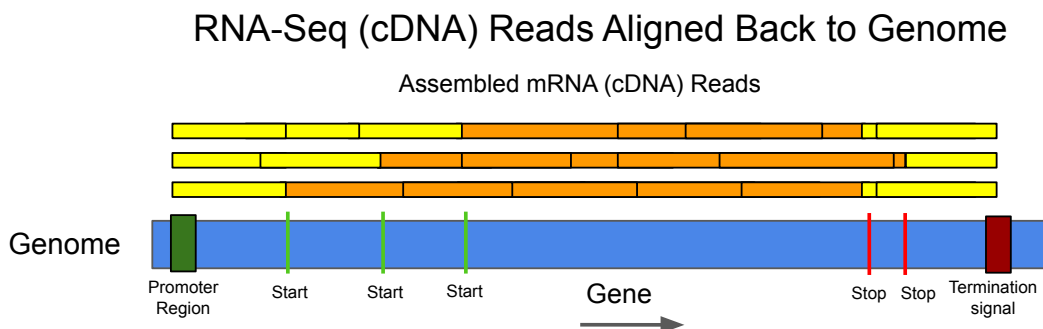 RNA-Seq (cDNA) Reads Aligned Back to Genome
Assembled mRNA (cDNA) Reads
Genome
Promoter
Region
Start
Start
Start
Gene
Stop
Stop
Termination
signal